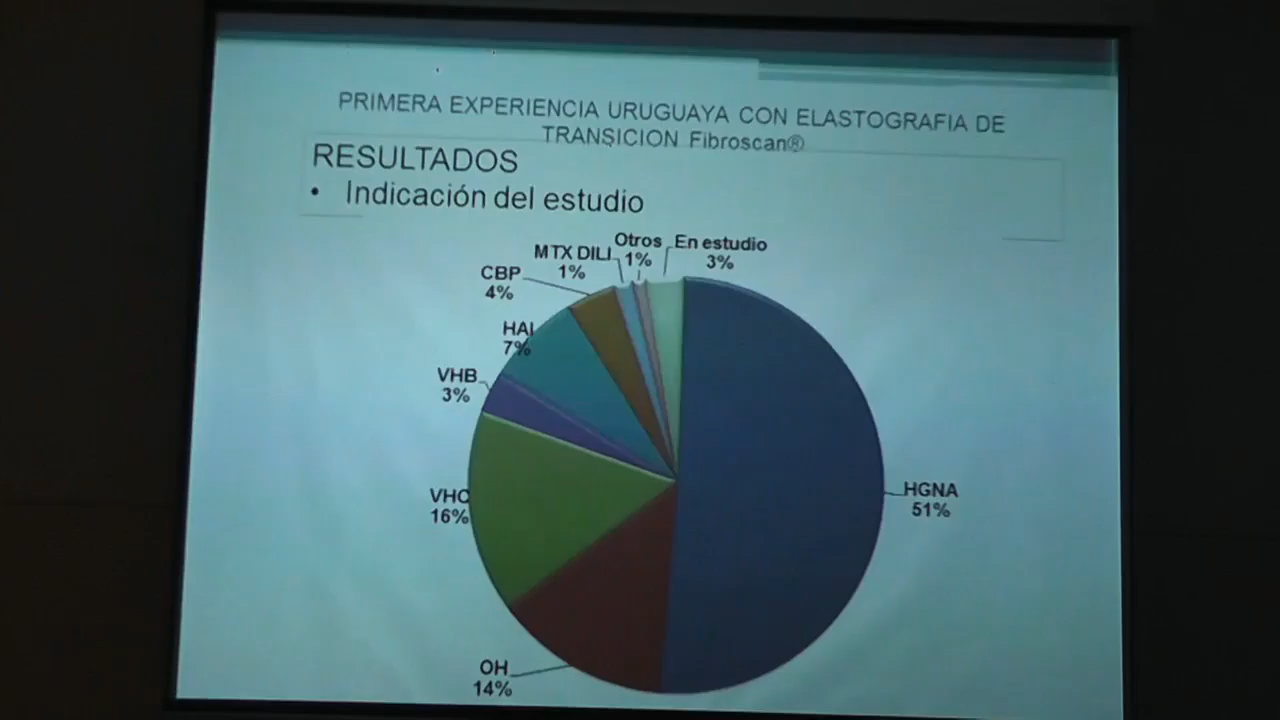 PRIMERA EXPERIENCIA URUGUAYA CON ELASTOGRAFIA DE
TRANSICION Fibroscan®
RESULTADOS
• Indicación del estudio
Otros
1%
En estudio
3%
MTX DILI
1%
CBP
4%
HAI
7%
VHB
3%
VHC
16%
HGNA
51%
OH
14%